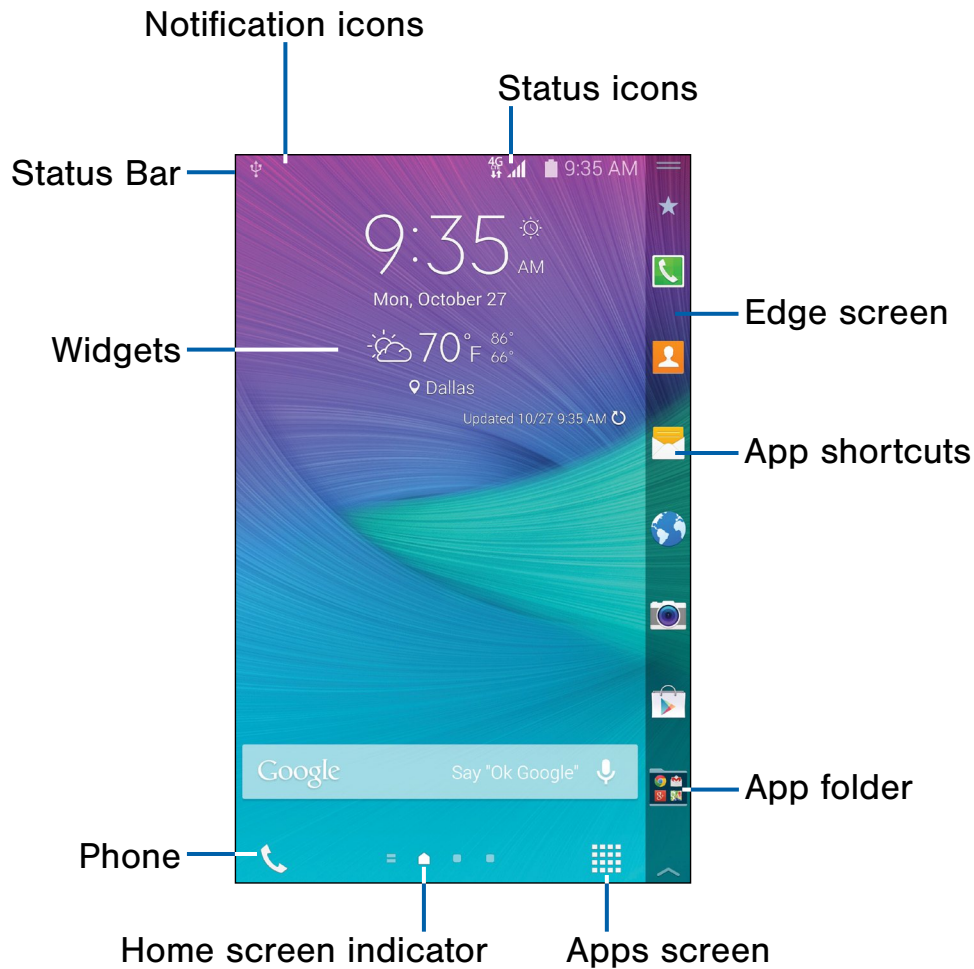 Notification icons
Status icons
Status Bar
4G LTE
9:35 AM
9:35 AM
Mon, October 27
Edge screen
Widgets
70°F 86° 66°
Dallas
Updated 10/27 9:35 AM
App shortcuts
Google Say "Ok Google"
App folder
Phone
Home screen indicator
Apps screen